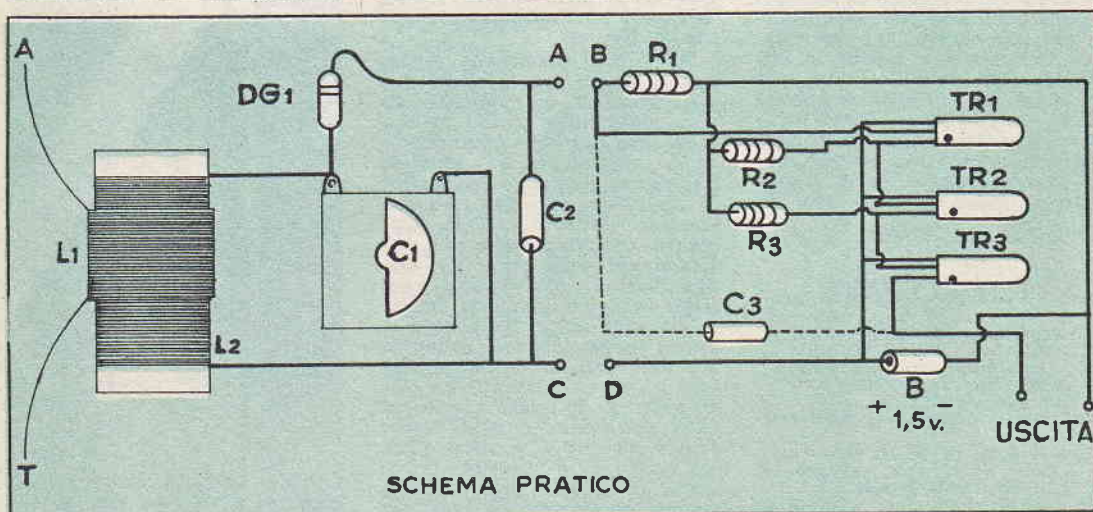 A
DG1
A B
R1
TR1
R2
TR2
C2
L1
C1
R3
TR3
C3
L2
C D
B
+ 1,5v. -
USCITA
T
SCHEMA PRATICO